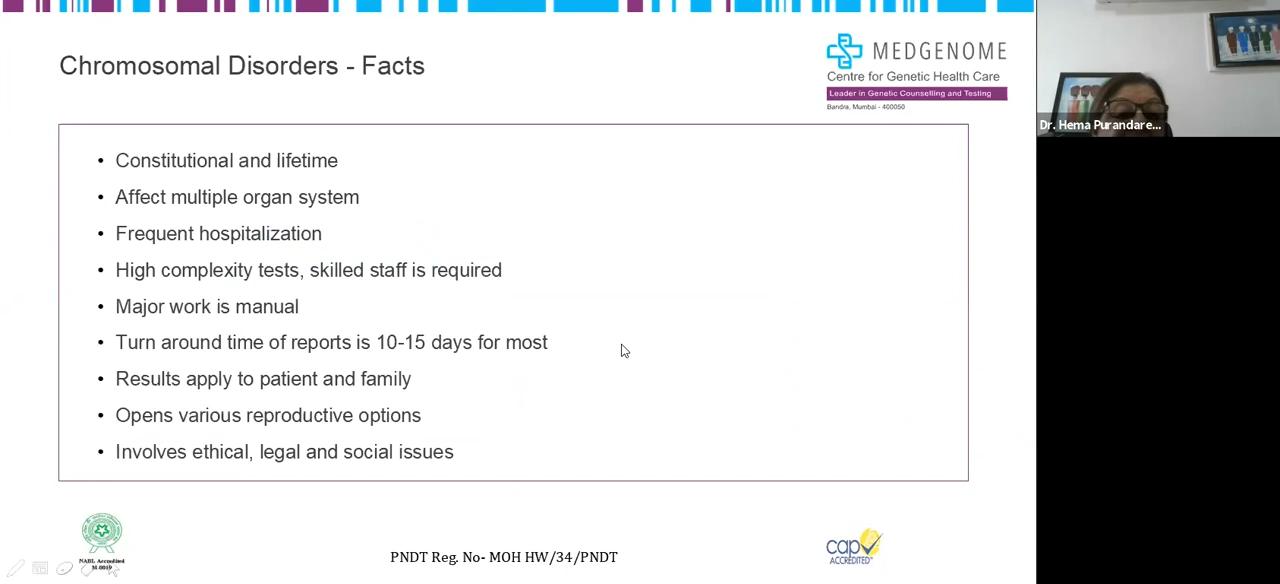 Chromosomal Disorders - Facts
MEDGENOME
Centre for Genetic Health Care
Leader in Genetic Counselling and Testing
Bandra, Mumbai - 400050
Dr. Hema Purandare...
• Constitutional and lifetime
• Affect multiple organ system
• Frequent hospitalization
• High complexity tests, skilled staff is required
• Major work is manual
• Turn around time of reports is 10-15 days for most
• Results apply to patient and family
• Opens various reproductive options
• Involves ethical, legal and social issues
NABL Accredited
M-0019
PNDT Reg. No- MOH HW/34/PNDT
cap
ACCREDITED